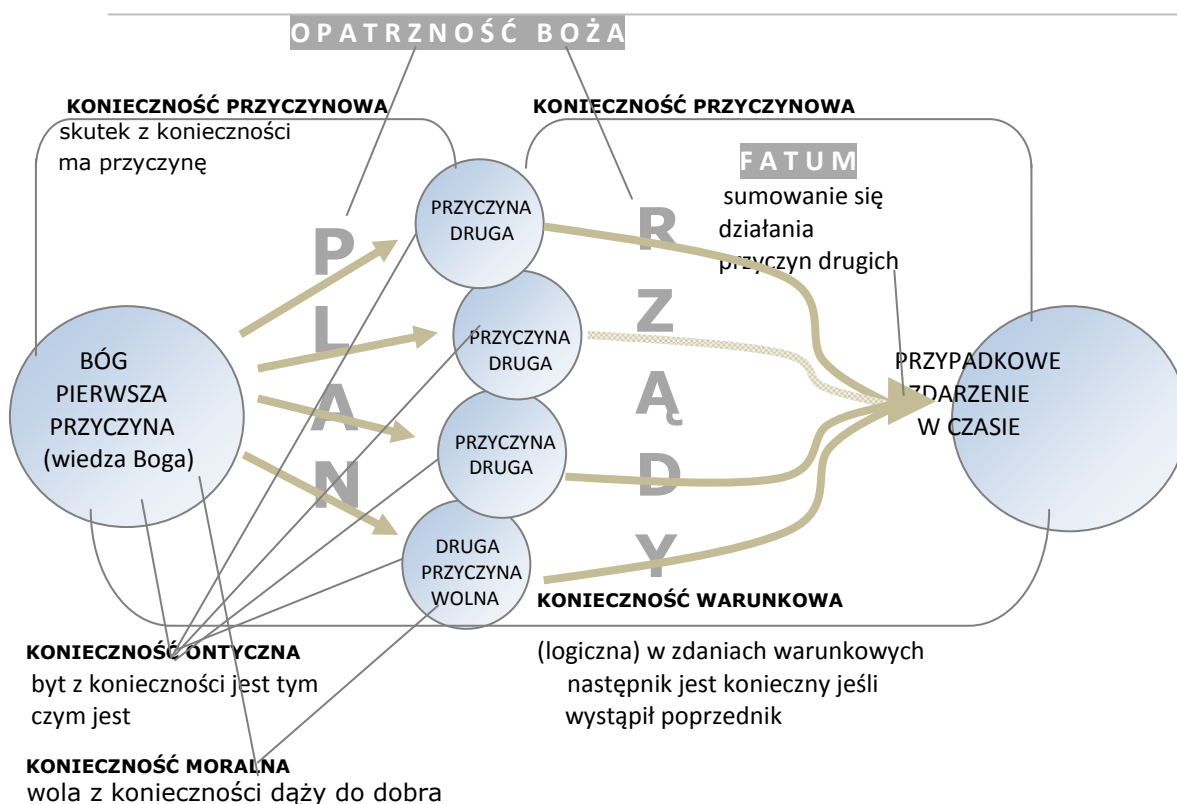 OPATRZNOŚĆ BOŻA
KONIECZNOŚĆ PRZYCZYNOWA
skutek z konieczności
ma przyczynę
KONIECZNOŚĆ PRZYCZYNOWA
FATUM
sumowanie się
działania
przyczyn drugich
PLAN
RZĄDY
BÓG
PIERWSZA
PRZYCZYNA
(wiedza Boga)
PRZYCZYNA
DRUGA
PRZYCZYNA
DRUGA
PRZYCZYNA
DRUGA
DRUGA
PRZYCZYNA
WOLNA
PRZYPADKOWE
ZDARZENIE
W CZASIE
KONIECZNOŚĆ WARUNKOWA
(logiczna) w zdaniach warunkowych
następnik jest konieczny jeśli
wystąpił poprzednik
KONIECZNOŚĆ ONTYCZNA
byt z konieczności jest tym
czym jest
KONIECZNOŚĆ MORALNA
wola z konieczności dąży do dobra